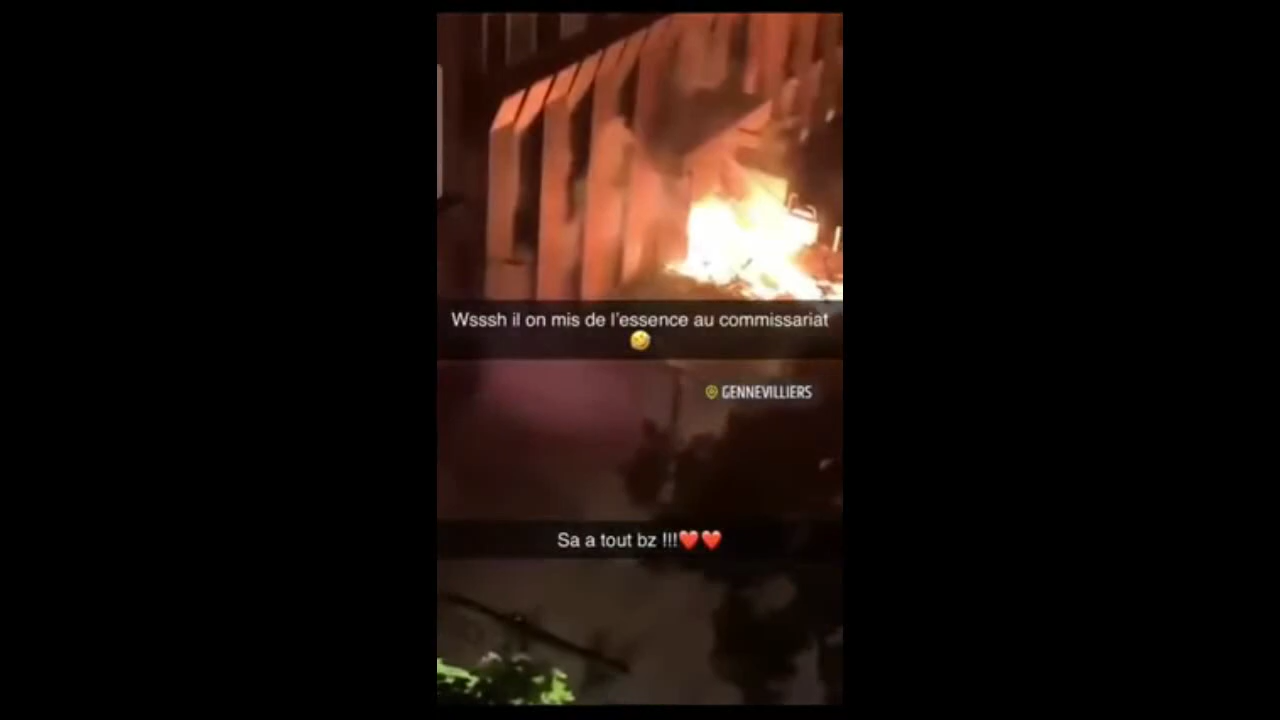 Wsssh il on mis de l'essence au commissariat
🤣
GENNEVILLIERS
Sa a tout bz !!!❤️❤️